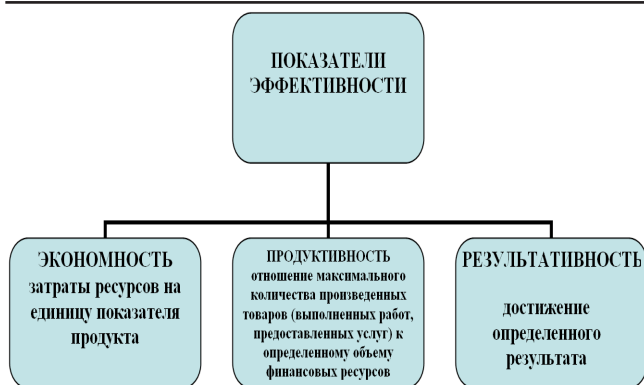 ПОКАЗАТЕЛИ
ЭФФЕКТИВНОСТИ
ЭКОНОМНОСТЬ
затраты ресурсов на
единицу показателя
продукта
ПРОДУКТИВНОСТЬ
отношение максимального
количества произведенных
товаров (выполненных работ,
предоставленных услуг) к
определенному объему
финансовых ресурсов
РЕЗУЛЬТАТИВНОСТЬ
достижение
определенного
результата